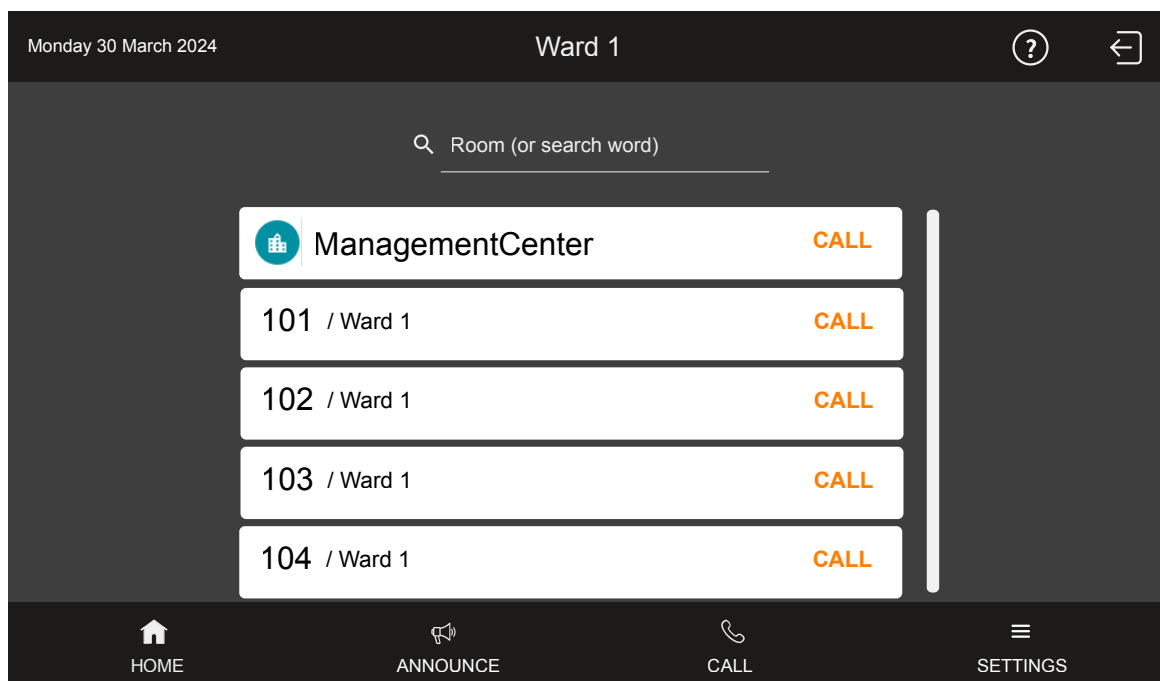 Monday 30 March 2024
Ward 1
?
Room (or search word)
ManagementCenter CALL
101 / Ward 1 CALL
102 / Ward 1 CALL
103 / Ward 1 CALL
104 / Ward 1 CALL
HOME ANNOUNCE CALL SETTINGS